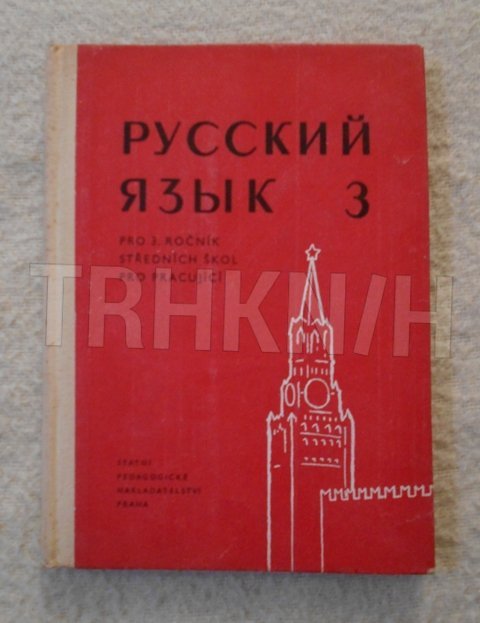 РУССКИЙ
ЯЗЫК 3
PRO 3. ROČNÍK
STŘEDNÍCH ŠKOL
PRO PRACUJÍCÍ
TRHKNIH
STÁTNÍ
PEDAGOGICKÉ
NAKLADATELSTVÍ
PRAHA